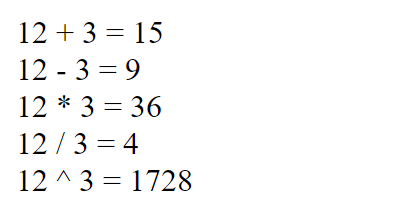 12 + 3 = 15
12 - 3 = 9
12 * 3 = 36
12 / 3 = 4
12 ^ 3 = 1728